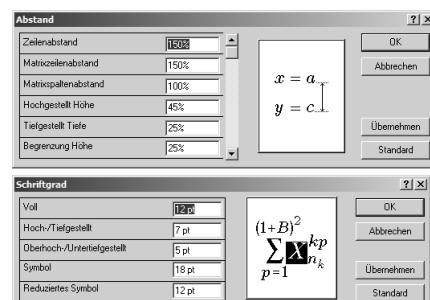 Abstand
Zeilenabstand 150%
Matrixzeilenabstand 150%
Matrixspaltenabstand 100%
Hochgestellt Höhe 45%
Tiefgestellt Tiefe 25%
Begrenzung Höhe 25%
x = a
y = c
OK
Abbrechen
Übernehmen
Standard
Schriftgrad
Voll 12 pt
Hoch-/Tiefgestellt 7 pt
Oberhoch-/Untertiefgestellt 5 pt
Symbol 18 pt
Reduziertes Symbol 12 pt
(1+B)²
∑ X kp n k
p=1
OK
Abbrechen
Übernehmen
Standard